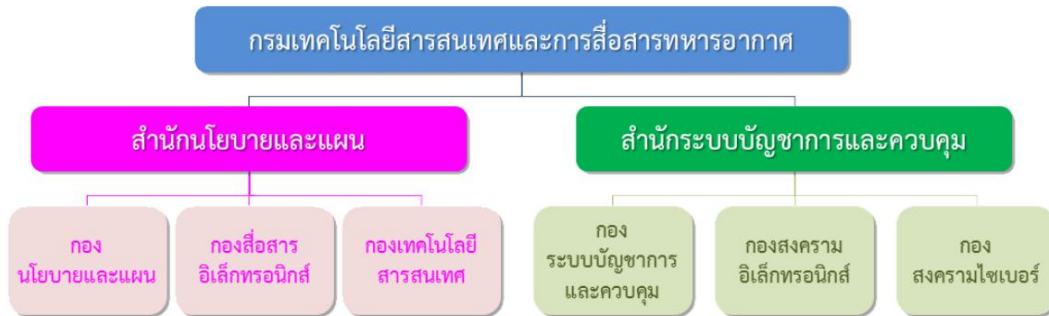 กรมเทคโนโลยีสารสนเทศและการสื่อสารทหารอากาศ
สำนักนโยบายและแผน
สำนักระบบบัญชาการและควบคุม
กอง
นโยบายและแผน
กองสื่อสาร
อิเล็กทรอนิกส์
กองเทคโนโลยี
สารสนเทศ
กอง
ระบบบัญชาการ
และควบคุม
กองสงคราม
อิเล็กทรอนิกส์
กอง
สงครามไซเบอร์